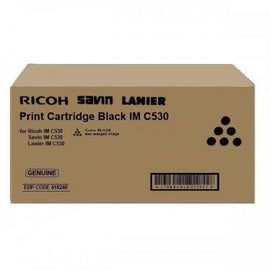 RICOH SAVIN LANIER
Print Cartridge Black IM C530
for Ricoh IM C530
Savin IM C530
Lanier IM C530
Color BLACK
GENUINE
EDP CODE 418240